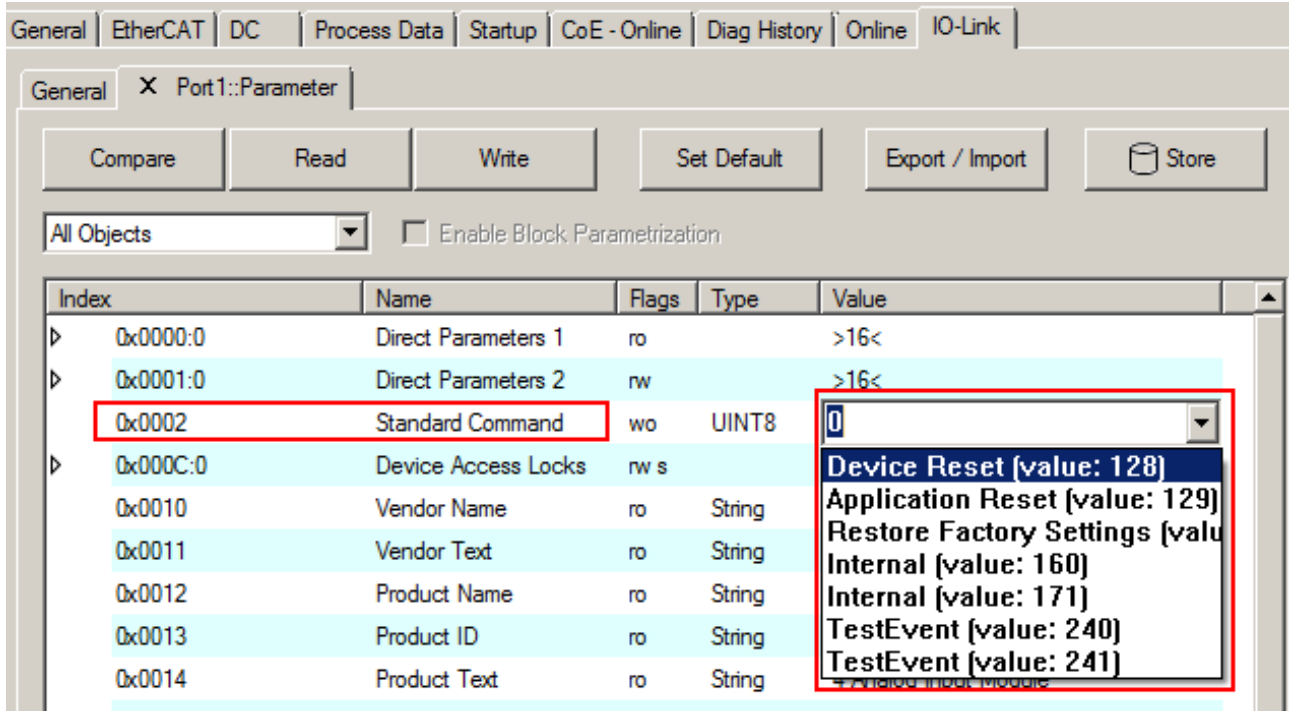 General EtherCAT DC Process Data Startup CoE - Online Diag History Online IO-Link
General X Port1::Parameter
Compare Read Write Set Default Export / Import Store
All Objects Enable Block Parametrization
Index Name Flags Type Value
0x0000:0 Direct Parameters 1 ro >16<
0x0001:0 Direct Parameters 2 rw >16<
0x0002 Standard Command wo UINT8 0
0x000C:0 Device Access Locks rw s Device Reset (value: 128)
Application Reset (value: 129)
0x0010 Vendor Name ro String Restore Factory Settings (valu
0x0011 Vendor Text ro String Internal (value: 160)
0x0012 Product Name ro String Internal (value: 171)
0x0013 Product ID ro String TestEvent (value: 240)
0x0014 Product Text ro String TestEvent (value: 241)
4 Analog Input Module